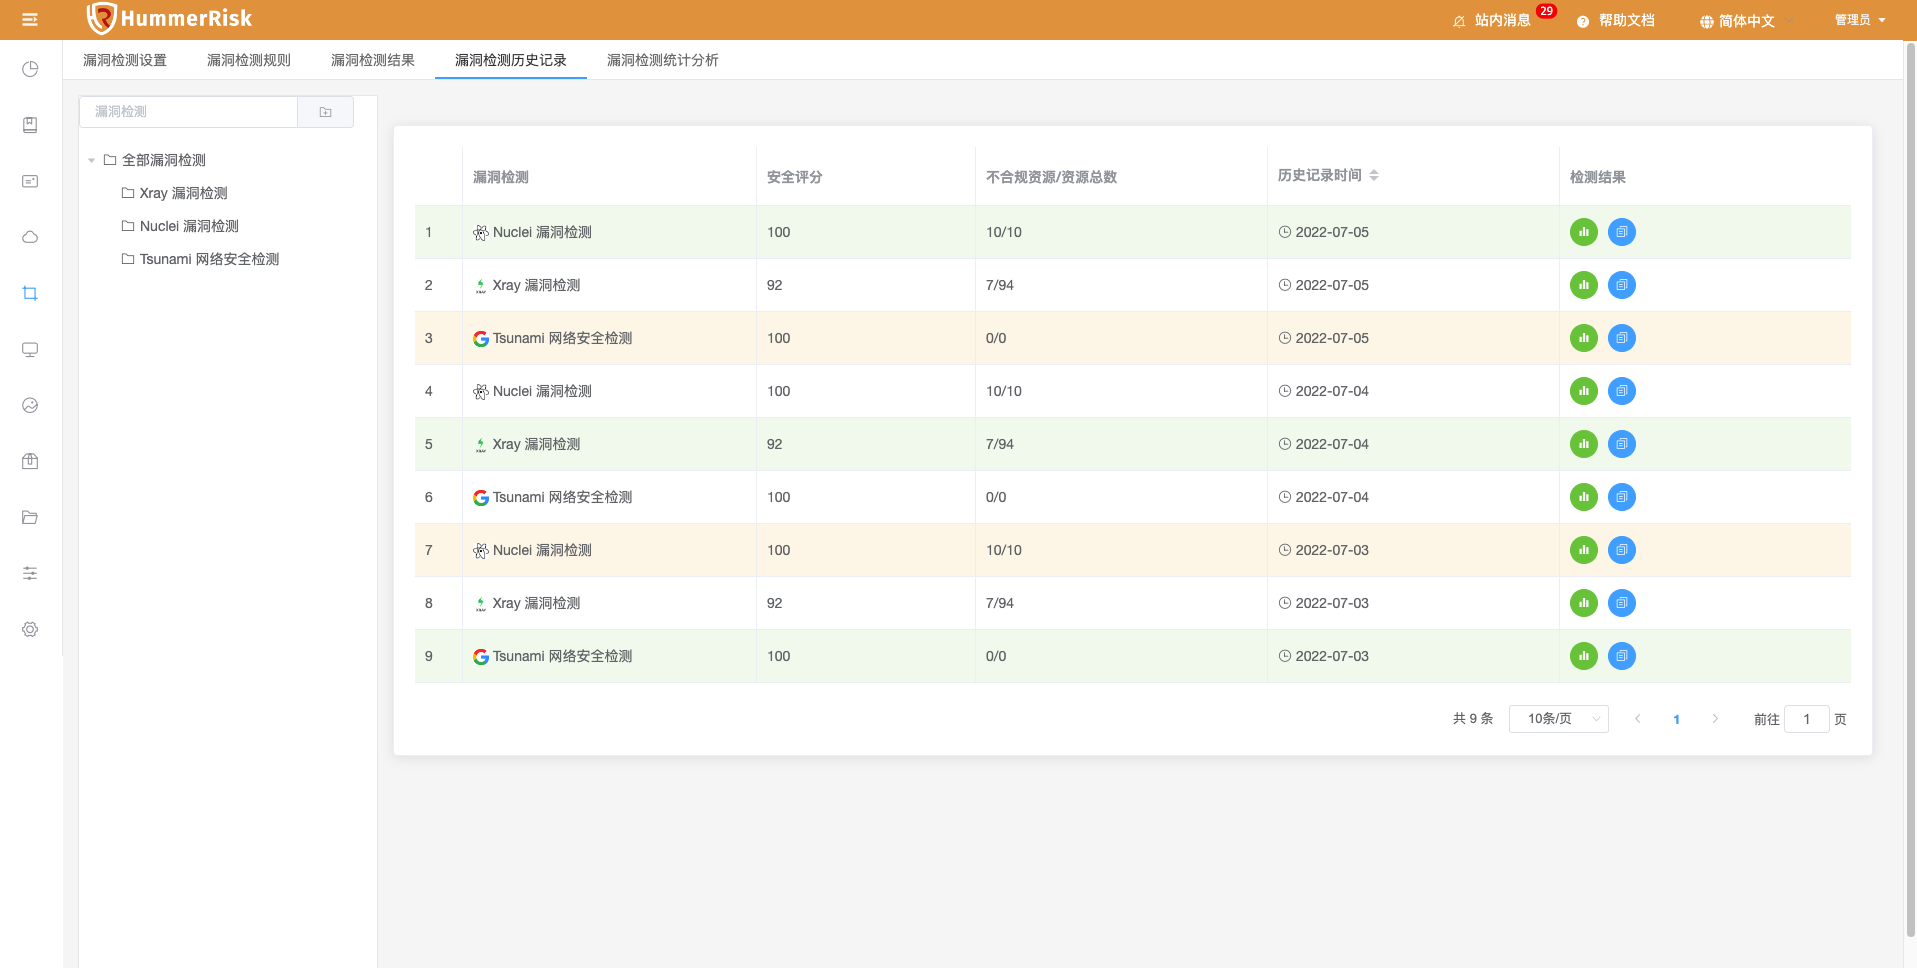 HummerRisk
站内消息 29 帮助文档 简体中文 管理员
漏洞检测设置 漏洞检测规则 漏洞检测结果 漏洞检测历史记录 漏洞检测统计分析
漏洞检测
全部漏洞检测
Xray 漏洞检测
Nuclei 漏洞检测
Tsunami 网络安全检测
漏洞检测 安全评分 不合规资源/资源总数 历史记录时间 检测结果
1 Nuclei 漏洞检测 100 10/10 2022-07-05
2 Xray 漏洞检测 92 7/94 2022-07-05
3 Tsunami 网络安全检测 100 0/0 2022-07-05
4 Nuclei 漏洞检测 100 10/10 2022-07-04
5 Xray 漏洞检测 92 7/94 2022-07-04
6 Tsunami 网络安全检测 100 0/0 2022-07-04
7 Nuclei 漏洞检测 100 10/10 2022-07-03
8 Xray 漏洞检测 92 7/94 2022-07-03
9 Tsunami 网络安全检测 100 0/0 2022-07-03
共 9 条 10条/页 1 前往 1 页